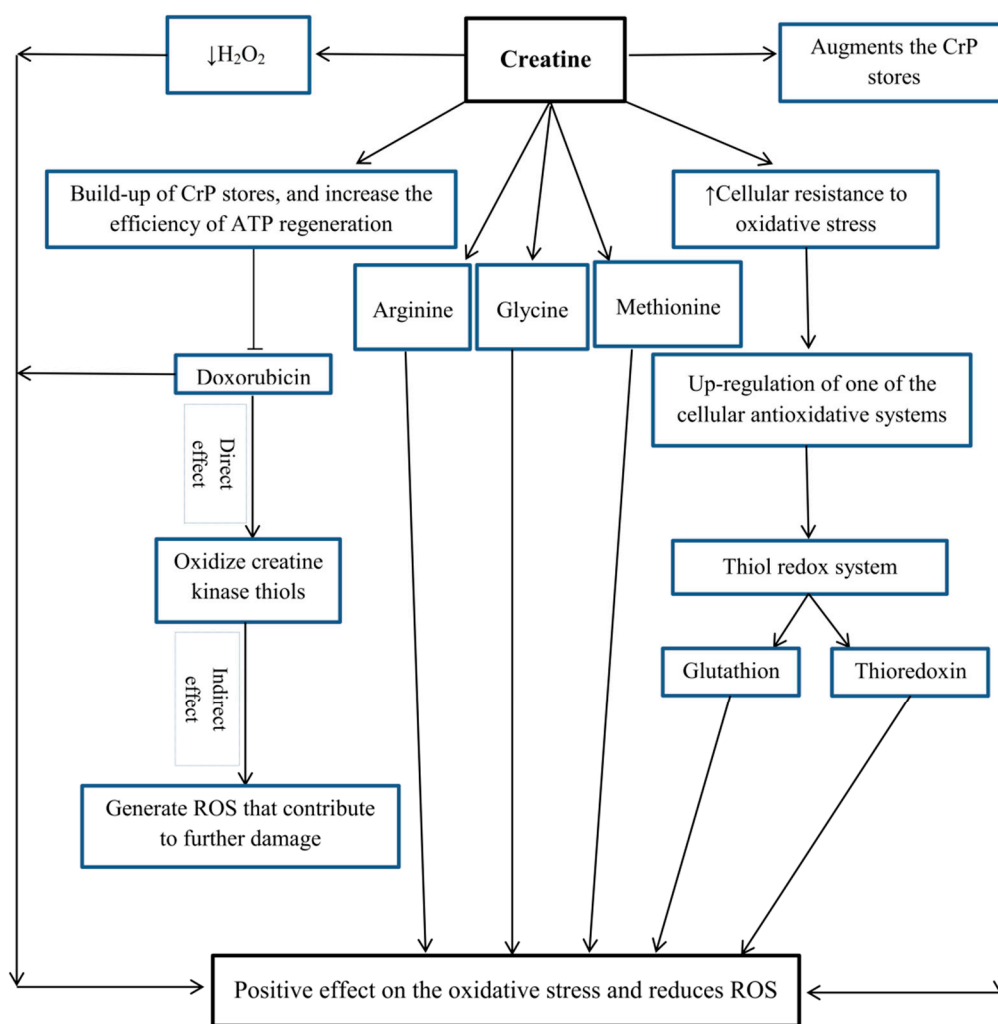 ↓H₂O₂
Creatine
Augments the CrP
stores
Build-up of CrP stores, and increase the
efficiency of ATP regeneration
↑Cellular resistance to
oxidative stress
Arginine
Glycine
Methionine
Doxorubicin
Up-regulation of one of the
cellular antioxidative systems
Direct
effect
Oxidize creatine
kinase thiols
Thiol redox system
Indirect
effect
Glutathion
Thioredoxin
Generate ROS that contribute
to further damage
Positive effect on the oxidative stress and reduces ROS